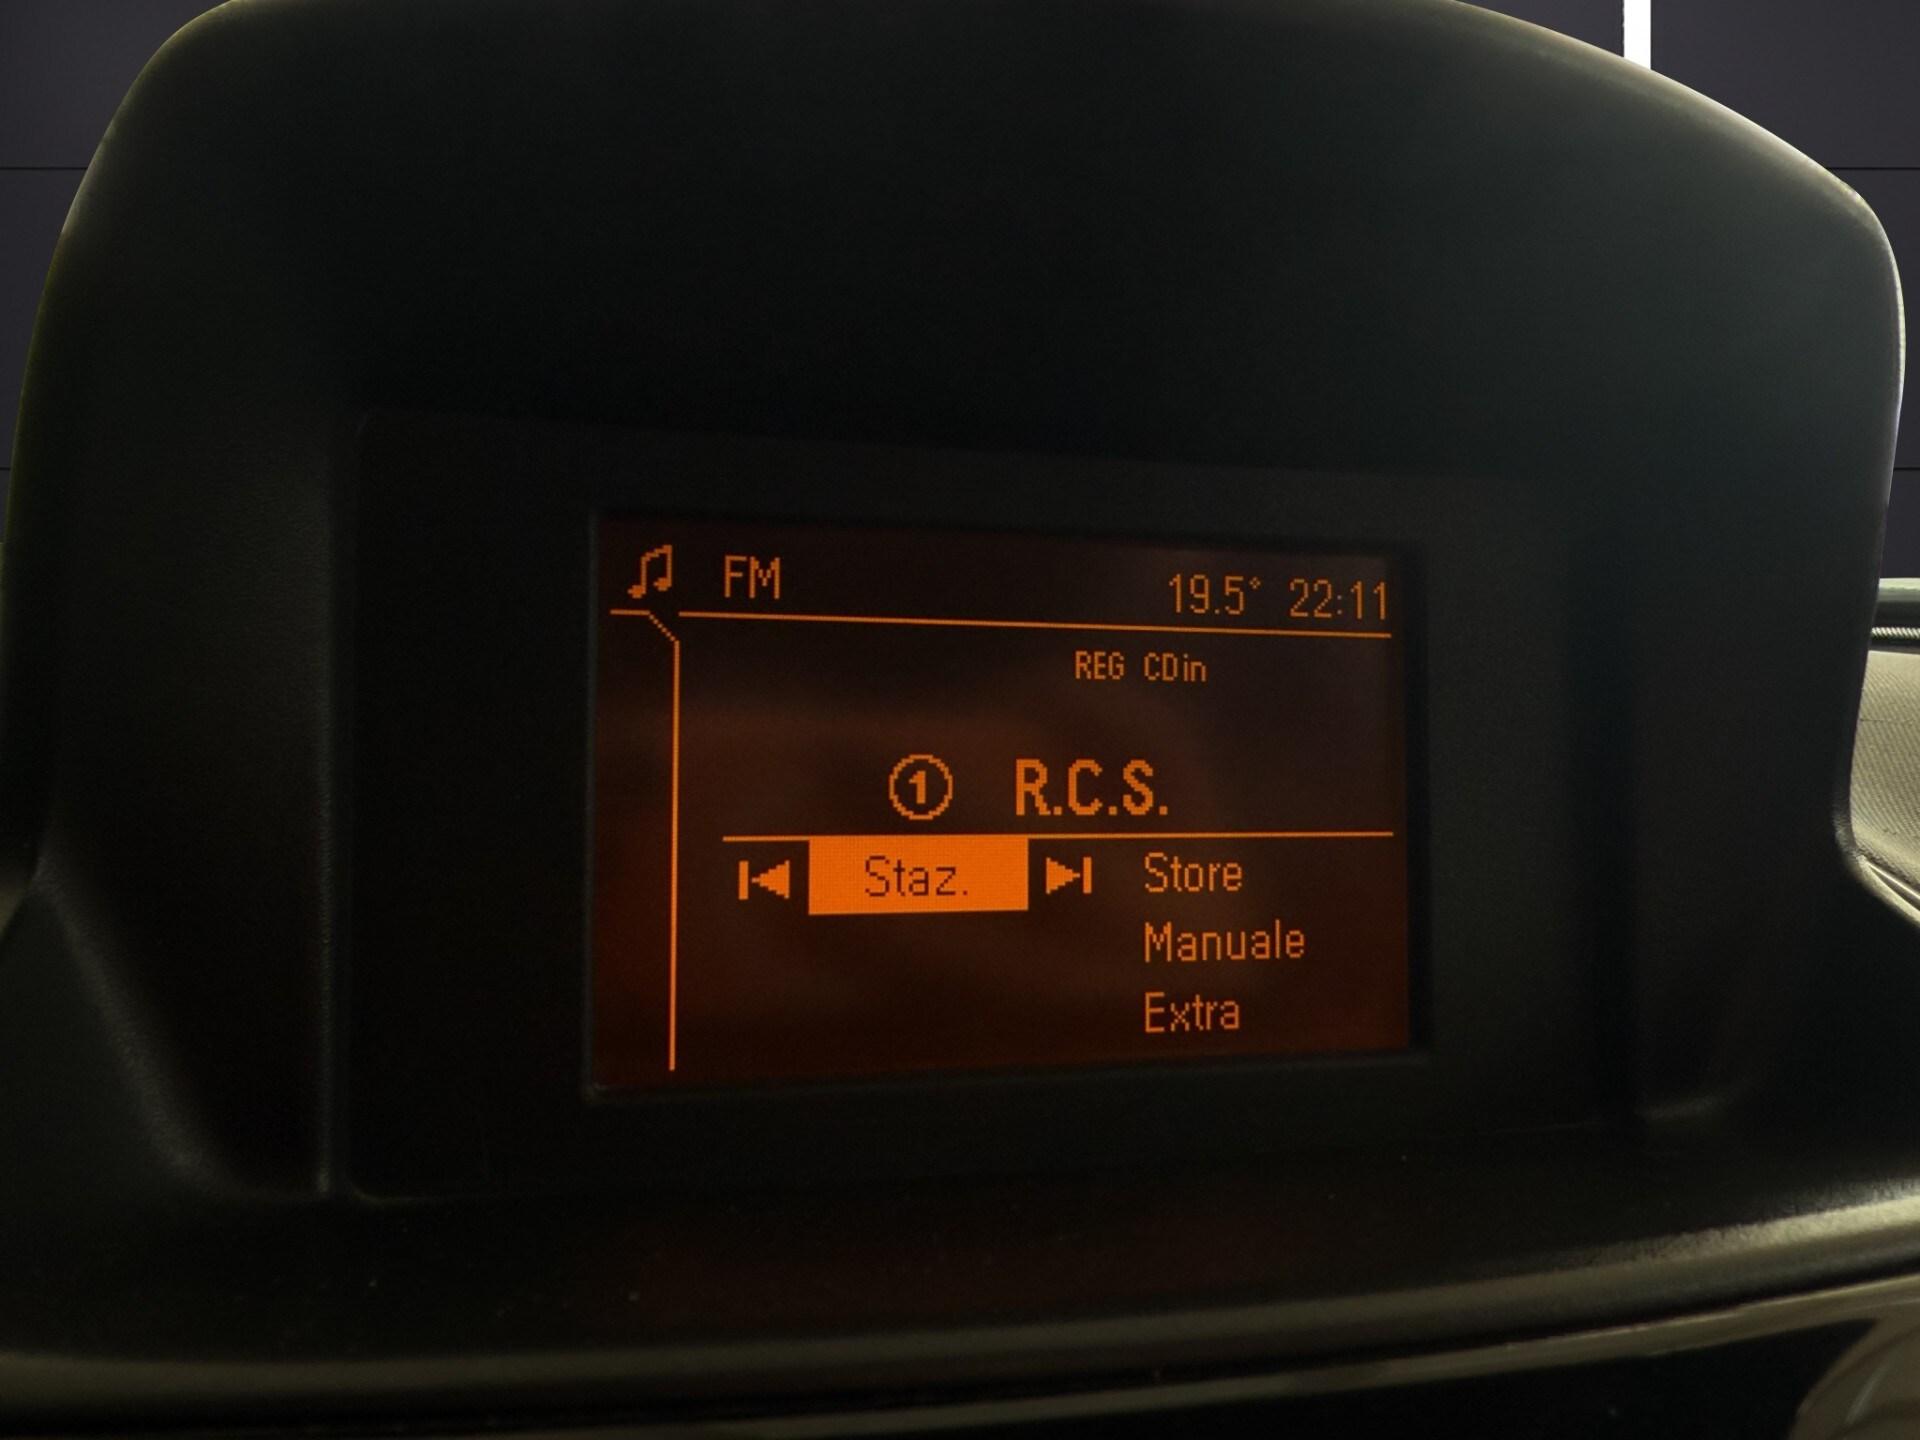 FM 19.5° 22:11
REG CDin
1 R.C.S.
Staz. Store
Manuale
Extra